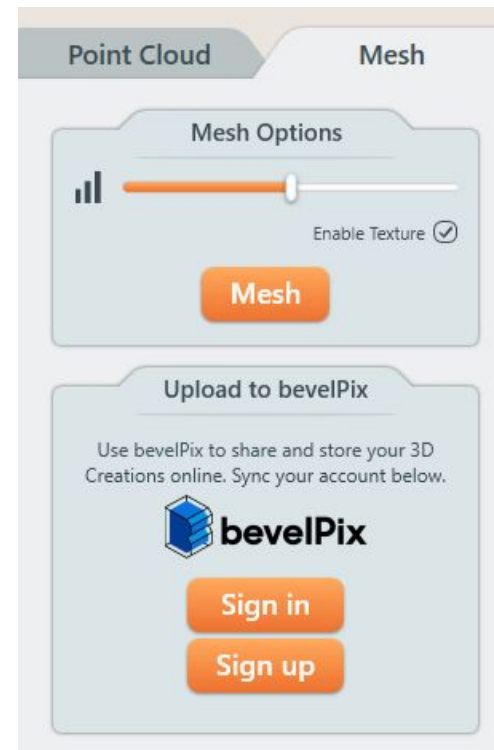 Point Cloud
Mesh
Mesh Options
Enable Texture
Mesh
Upload to bevelPix
Use bevelPix to share and store your 3D
Creations online. Sync your account below.
bevelPix
Sign in
Sign up